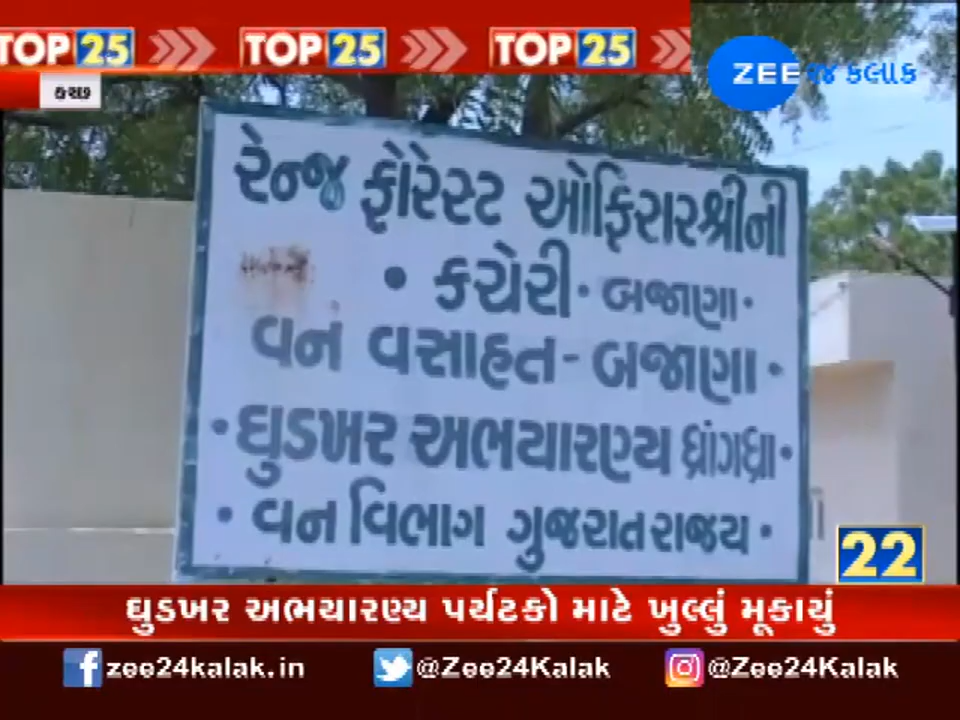 TOP 25 TOP 25 TOP 25
ZEE ૨૪ કલાક
કચ્છ
રેન્જ ફોરેસ્ટ ઓફિસરશ્રીની
• કચેરી • બજાણા •
વન વસાહત - બજાણા •
• ઘુડખર અભયારણ્ય ધ્રાંગધ્રા •
• વન વિભાગ ગુજરાત રાજ્ય •
22
ઘુડખર અભયારણ્ય પર્યટકો માટે ખુલ્લું મૂકાયું
zee24kalak.in @Zee24Kalak @Zee24Kalak